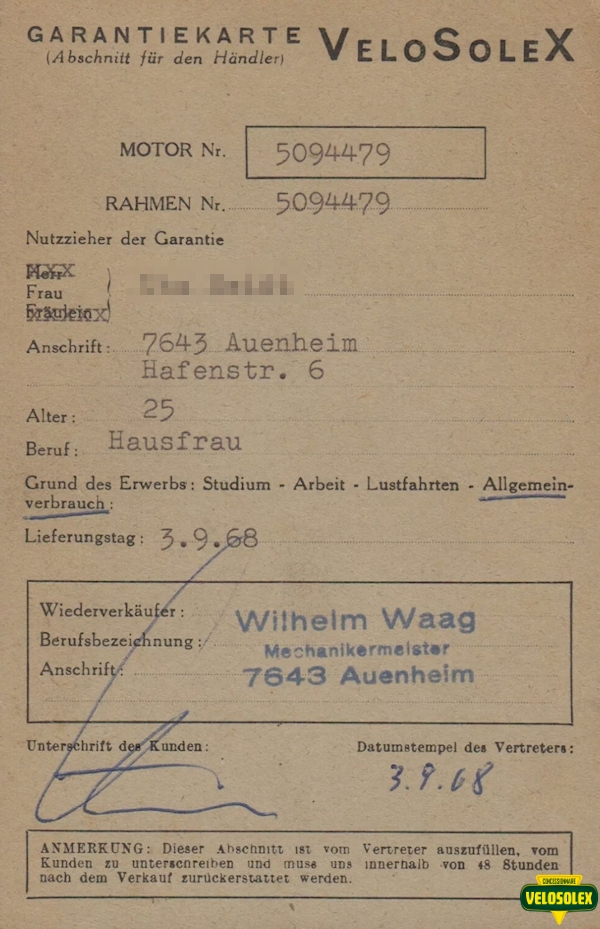 GARANTIEKARTE VELOSOLEX
(Abschnitt für den Händler)
MOTOR Nr. 5094479
RAHMEN Nr. 5094479
Nutzzieher der Garantie
Herr
Frau
Fräulein
Anschrift: 7643 Auenheim
Hafenstr. 6
Alter: 25
Beruf: Hausfrau
Grund des Erwerbs: Studium - Arbeit - Lustfahrten - Allgemein-
verbrauch:
Lieferungstag: 3.9.68
Wiederverkäufer: Wilhelm Waag
Berufsbezeichnung: Mechanikermeister
Anschrift: 7643 Auenheim
Unterschrift des Kunden: Datumstempel des Vertreters:
3.9.68
ANMERKUNG: Dieser Abschnitt ist vom Vertreter auszufüllen, vom
Kunden zu unterschreiben und muss uns innerhalb von 48 Stunden
nach dem Verkauf zurückerstattet werden.
CONCESSIONNAIRE
VELOSOLEX